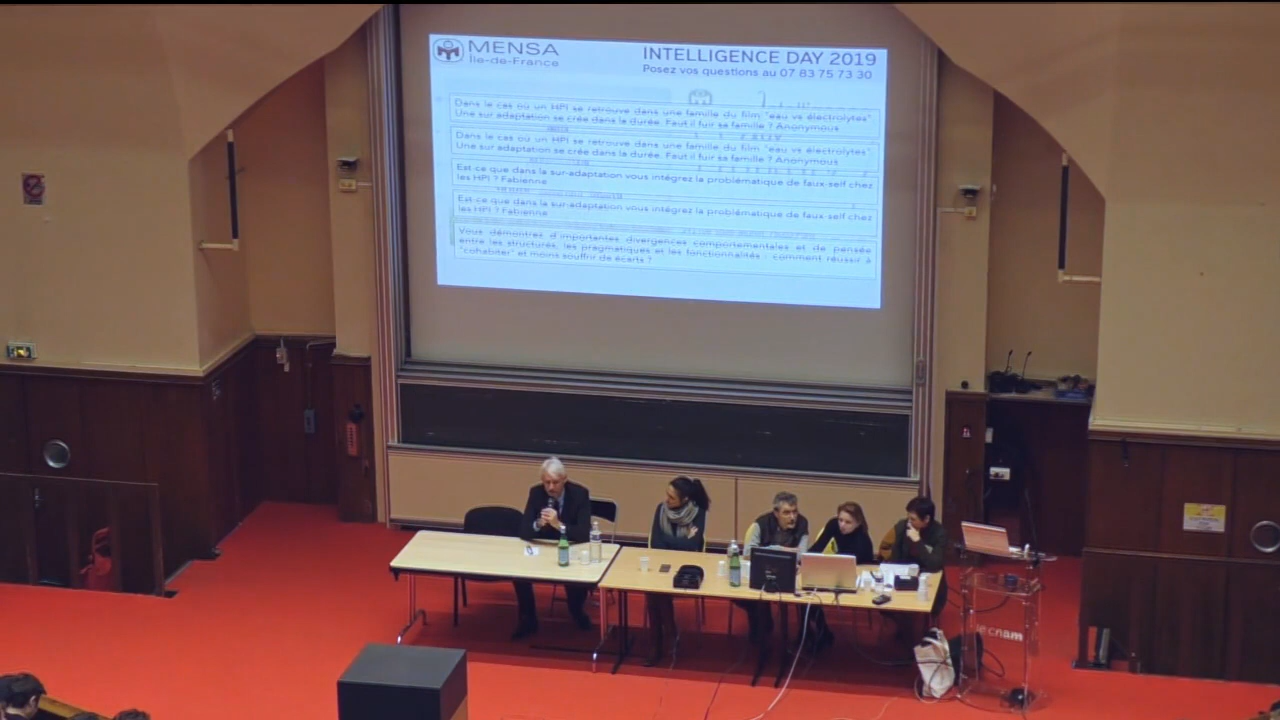 MENSA
Île-de-France
INTELLIGENCE DAY 2019
Posez vos questions au 07 83 75 73 30
Dans le cas où un HPI se retrouve dans une famille du film "eau vs électrolytes".
Une sur adaptation se crée dans la durée. Faut il fuir sa famille ? Anonymous
Dans le cas où un HPI se retrouve dans une famille du film "eau vs électrolytes".
Une sur adaptation se crée dans la durée. Faut il fuir sa famille ? Anonymous
Est ce que dans la sur-adaptation vous intégrez la problématique de faux-self chez
les HPI ? Fabienne
Est ce que dans la sur-adaptation vous intégrez la problématique de faux-self chez
les HPI ? Fabienne
Vous démontrez d'importantes divergences comportementales et de pensée
entre les structurés, les pragmatiques et les fonctionnalités : comment réussir à
"cohabiter" et moins souffrir de écarts ?
le cnam